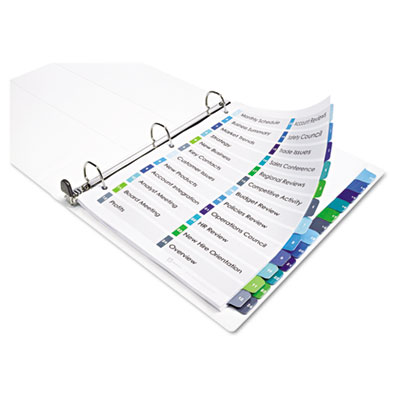 Monthly Schedule
Business Summary
Market Trends
Strategy
New Business
Key Contacts
Customer Issues
New Products
Account Integration
Analyst Meeting
Board Meeting
Profits
Account Reviews
Safety Council
Trade Issues
Sales Conference
Regional Reviews
Competitive Activity
Budget Review
Policies Review
Operations Council
HR Review
New Hire Orientation
Overview